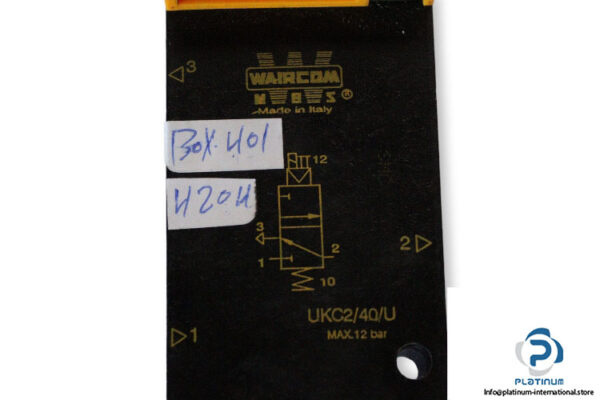 3
WAIRCOM
M B S ®
Made in Italy
BOX 401
4204
12
3
1
2
10
2
UKC2/40/U
MAX.12 bar
1
PLATINUM
Info@platinum-international.store